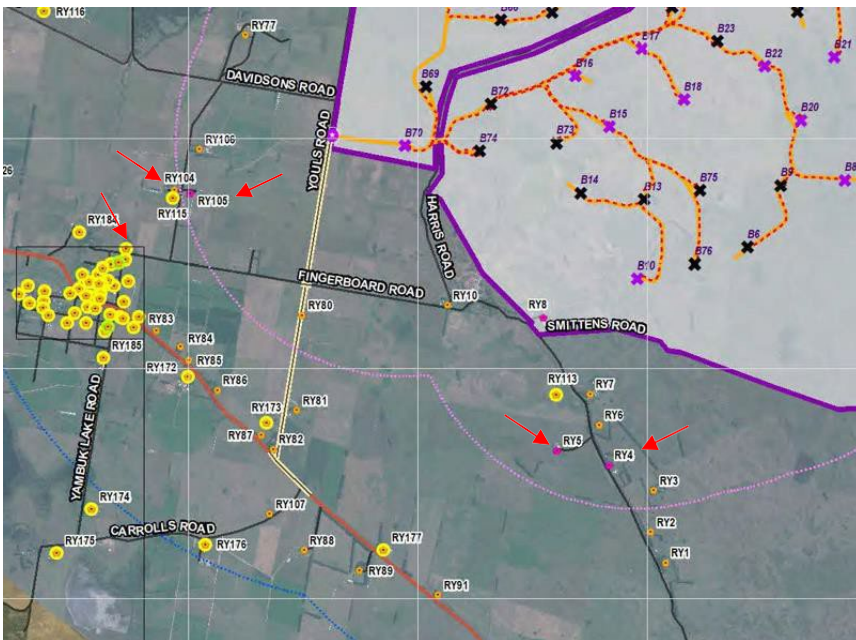 RY116
RY77
DAVIDSONS ROAD
B69
B72
B16
B17
B23
B22
B21
B18
B20
B15
B73
B74
B70
YOULS ROAD
RY106
26
RY104
RY105
RY115
B14
B13
B75
B9
B8
B6
B76
B10
HARRIS ROAD
RY184
FINGERBOARD ROAD
RY10
RY8
SMITTENS ROAD
RY80
RY83
RY84
RY85
RY185
RY172
RY86
RY113
RY7
RY81
RY173
RY6
RY87
RY82
RY5
RY4
YAMBUK LAKE ROAD
RY3
RY174
RY107
CARROLLS ROAD
RY2
RY175
RY176
RY88
RY177
RY1
RY89
RY91